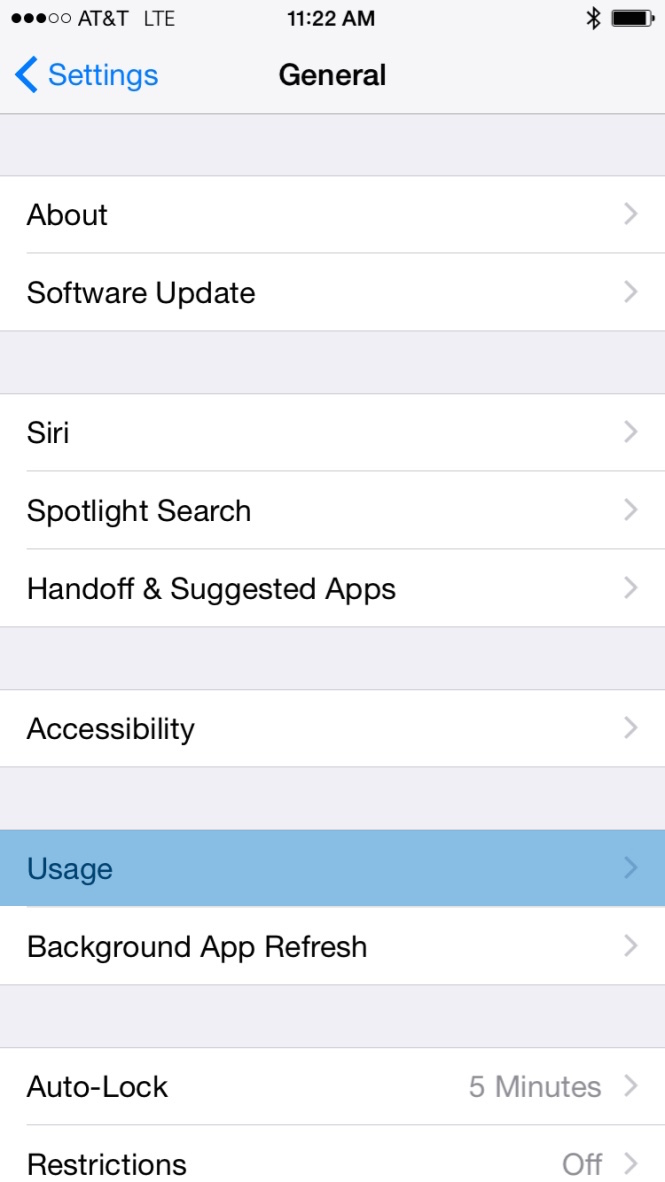 AT&T LTE 11:22 AM
Settings General
About
Software Update
Siri
Spotlight Search
Handoff & Suggested Apps
Accessibility
Usage
Background App Refresh
Auto-Lock 5 Minutes
Restrictions Off